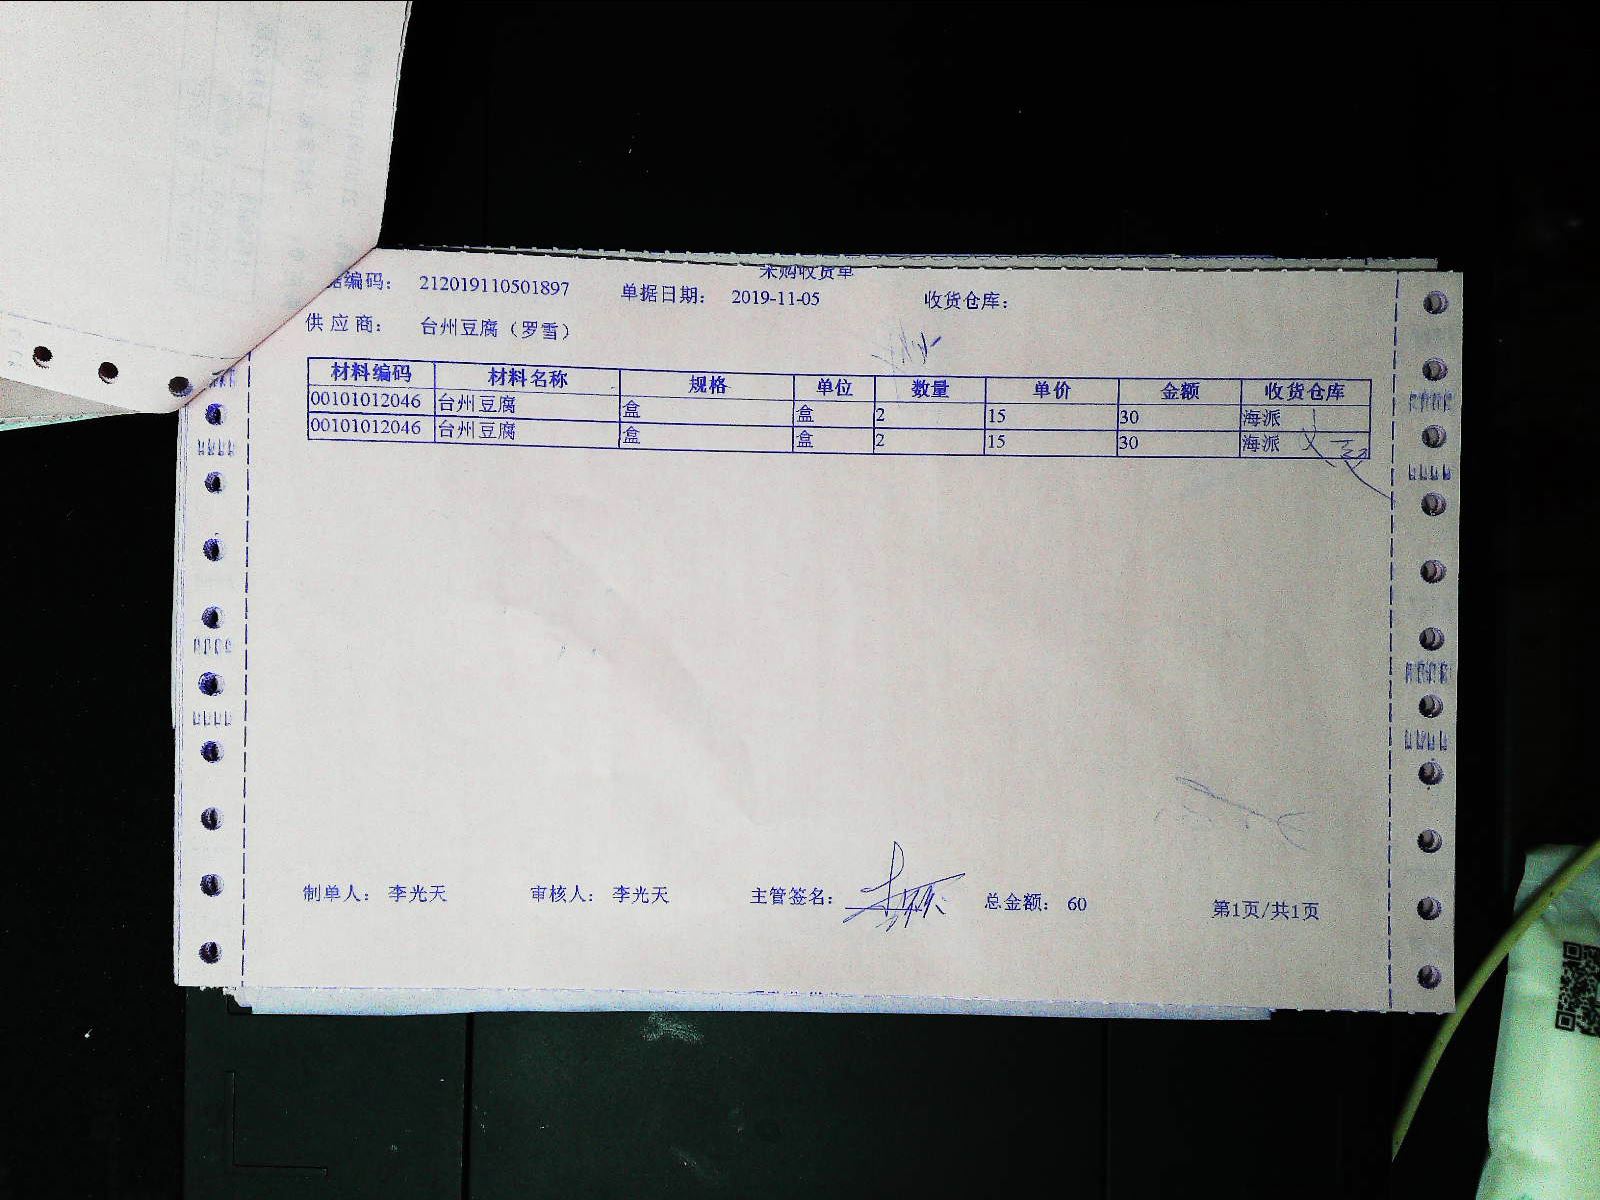 采购收货单
据编码： 212019110501897 单据日期： 2019-11-05 收货仓库：
供应商： 台州豆腐（罗雪）
材料编码 材料名称 规格 单位 数量 单价 金额 收货仓库
00101012046 台州豆腐 盒 盒 2 15 30 海派
00101012046 台州豆腐 盒 盒 2 15 30 海派
制单人： 李光天 审核人： 李光天 主管签名： 总金额： 60 第1页/共1页